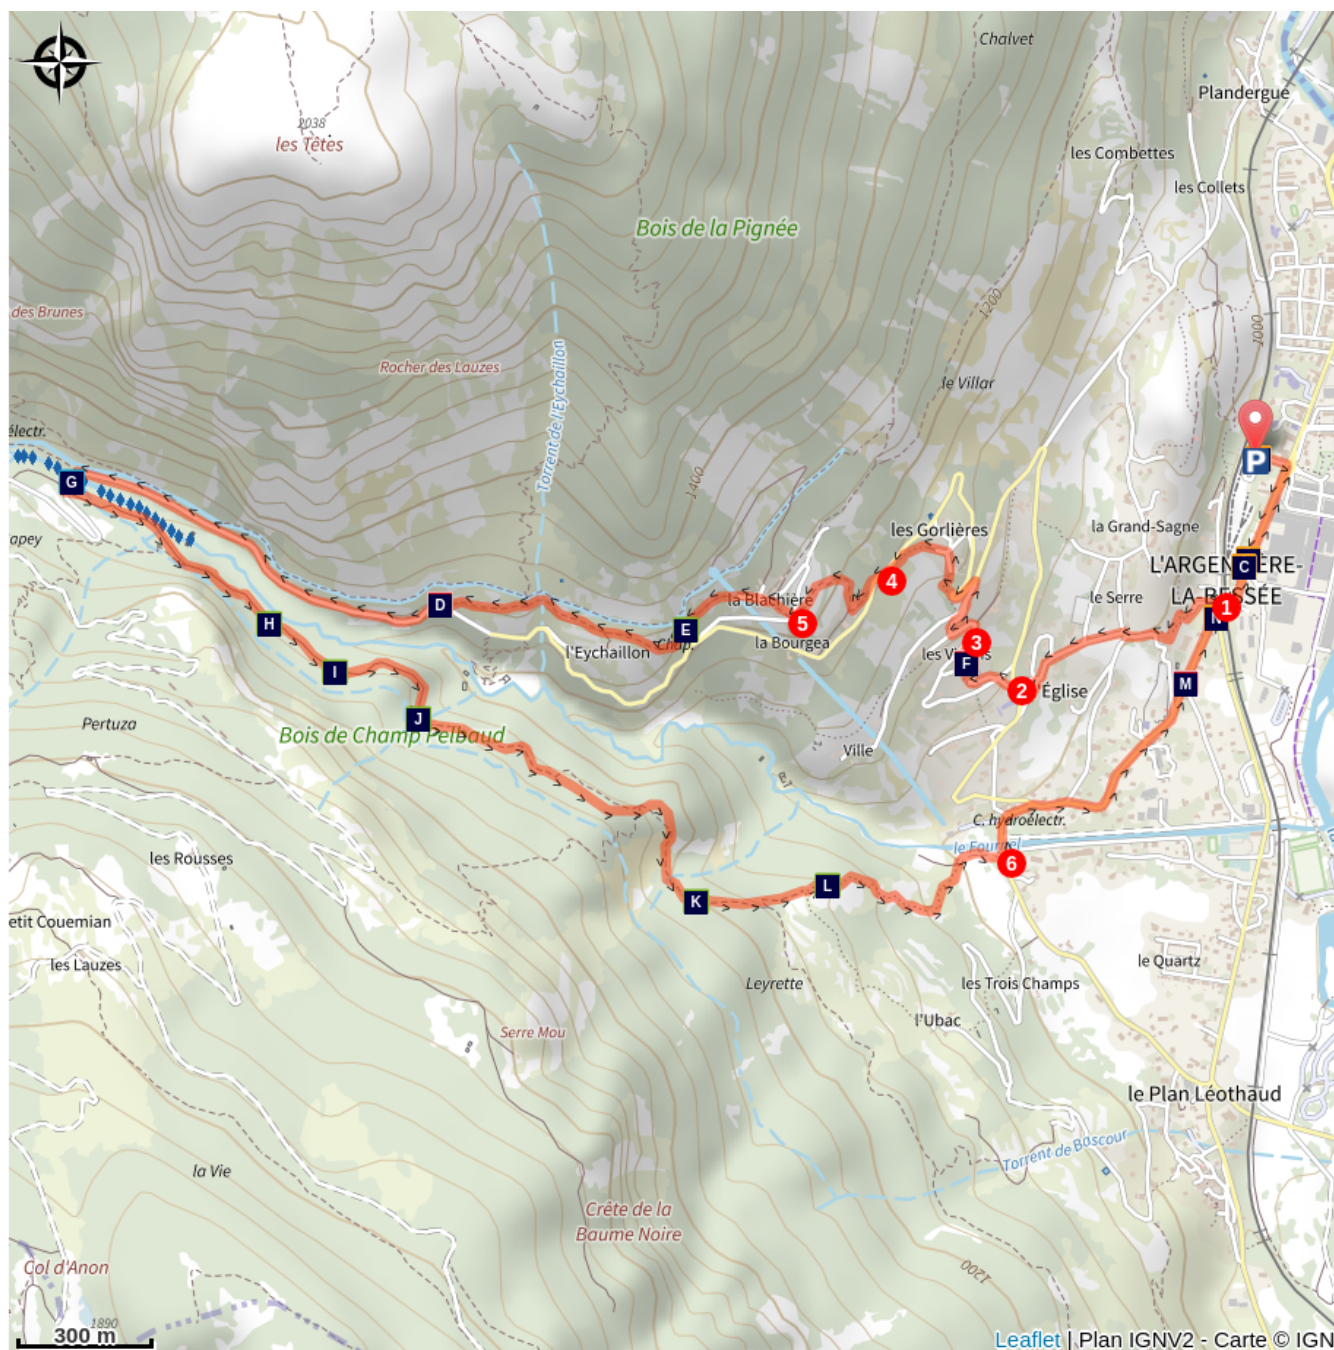 Chalvet
Plandergue
2038
les Têtes
les Combettes
les Collets
Bois de la Pignée
des Brunes
1200
1000
Rocher des Lauzes
Torrent de l'Eychaillon
le Villar
électr.
P
G
1400
les Gorlières
la Grand-Sagne
apey
L'ARGENTIÈRE-
LA-BESSÉE
C
4
D
la Blachière
le Serre
1
H
5
E
l'Eychaillon
Chap.
la Bourgea
3
F
I
2
Église
M
J
Pertuza
Bois de Champ Pelbaud
Ville
C. hydroélectr.
le Fournel
les Rousses
6
L
K
etit Couemian
les Lauzes
le Quartz
Leyrette
les Trois Champs
l'Ubac
Serre Mou
le Plan Léothaud
Torrent de Boscour
la Vie
Crête de la
Baume Noire
Col d'Anon
1200
1890
300 m
Leaflet | Plan IGNV2 - Carte © IGN